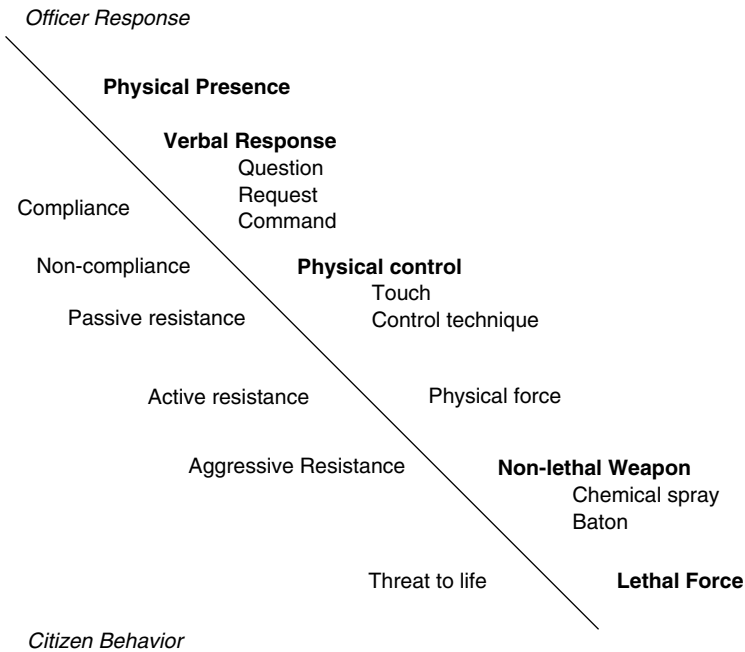 Officer Response
Physical Presence
Verbal Response
Question
Request
Command
Compliance
Non-compliance
Physical control
Touch
Control technique
Passive resistance
Active resistance
Physical force
Aggressive Resistance
Non-lethal Weapon
Chemical spray
Baton
Threat to life
Lethal Force
Citizen Behavior